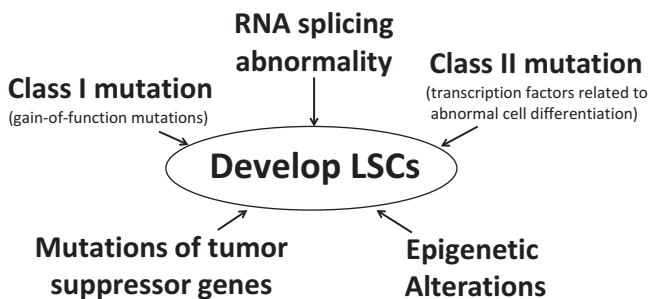 RNA splicing
abnormality
Class I mutation
(gain-of-function mutations)
Class II mutation
(transcription factors related to
abnormal cell differentiation)
Develop LSCs
Mutations of tumor
suppressor genes
Epigenetic
Alterations